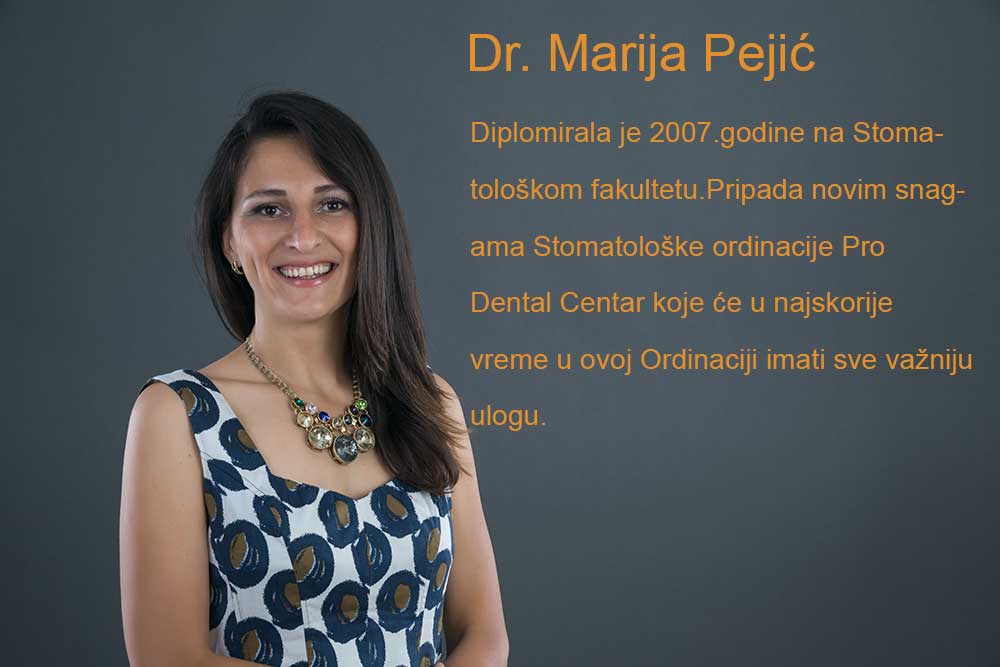 Dr. Marija Pejić
Diplomirala je 2007.godine na Stoma-
tološkom fakultetu.Pripada novim snag-
ama Stomatološke ordinacije Pro
Dental Centar koje će u najskorije
vreme u ovoj Ordinaciji imati sve važniju
ulogu.